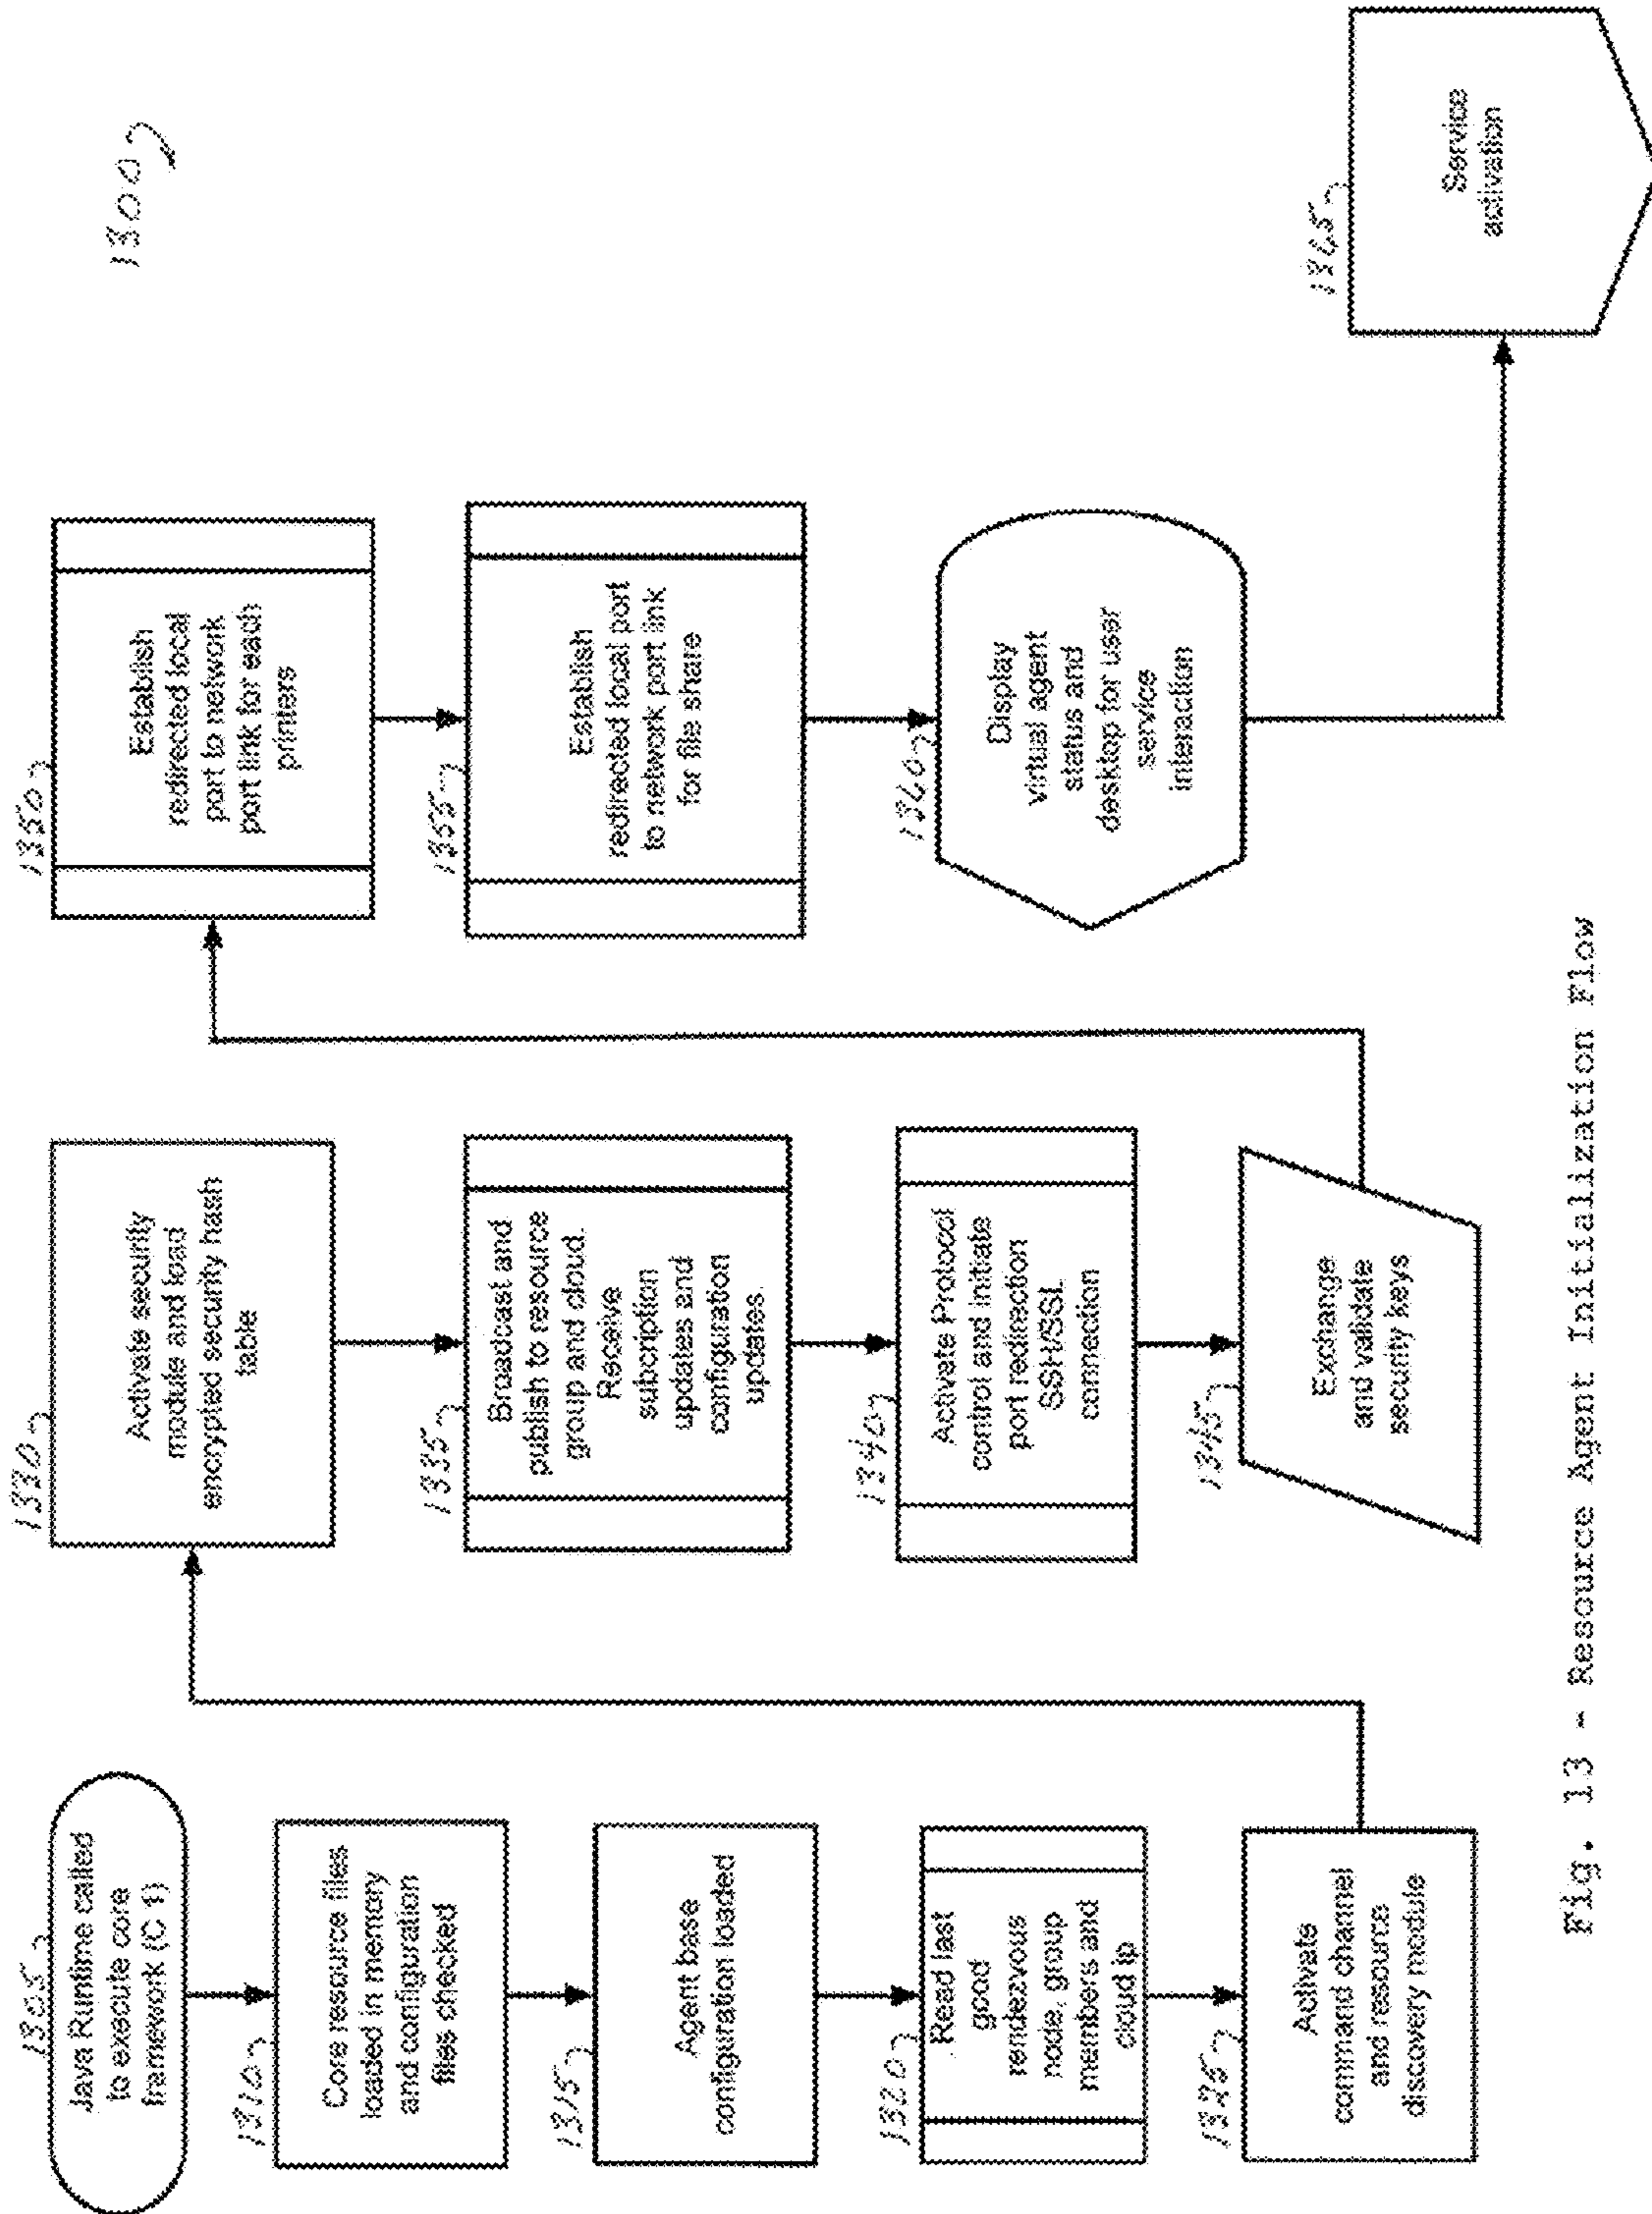 1300
1305
Java Runtime called
to execute core
framework (C 1)
1310
Core resource files
loaded in memory
and configuration
files checked
1315
Agent base
configuration loaded
1320
Read last
good
rendezvous
node, group
members and
cloud ip
1325
Activate
command channel
and resource
discovery module
1330
Activate security
module and load
encrypted security hash
table
1335
Broadcast and
publish to resource
group and cloud.
Receive
subscription
updates and
configuration
updates.
1340
Activate Protocol
control and initiate
port redirection
SSH/SSL
connection
1345
Exchange
and validate
security keys
1350
Establish
redirected local
port to network
port link for each
printers
1355
Establish
redirected local port
to network port link
for file share
1360
Display
virtual agent
status and
desktop for user
service
interaction
1365
Service
activation
Fig. 13 - Resource Agent Initialization Flow